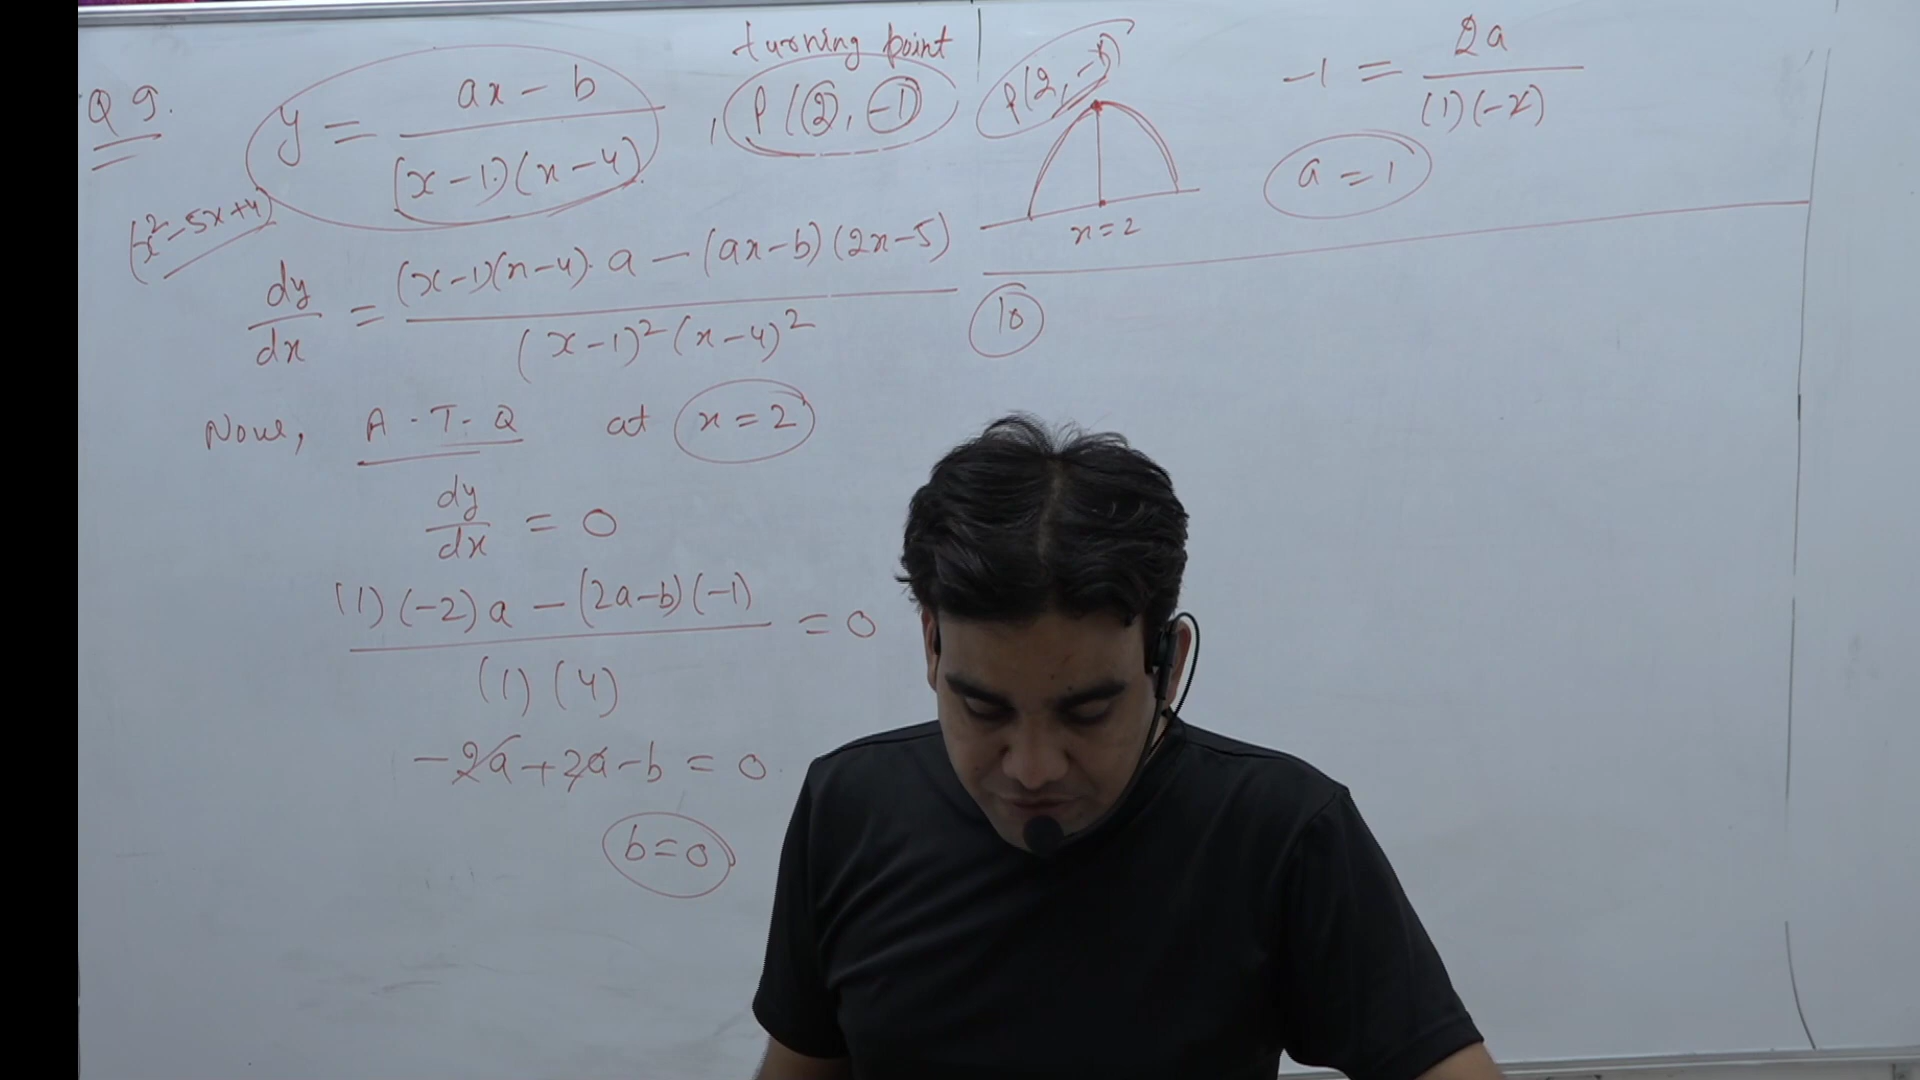 turning point
Q 9. y = (ax - b) / ((x-1)(x-4)) , P(2, -1)
(x² - 5x + 4)
dy/dx = ((x-1)(x-4). a - (ax-b)(2x-5)) / ((x-1)²(x-4)²)
Now, A.T.Q at x = 2
dy/dx = 0
((1)(-2)a - (2a-b)(-1)) / ((1)(4)) = 0
-2a + 2a - b = 0
b = 0
P(2, -1)
x = 2
-1 = 2a / ((1)(-2))
a = 1
10